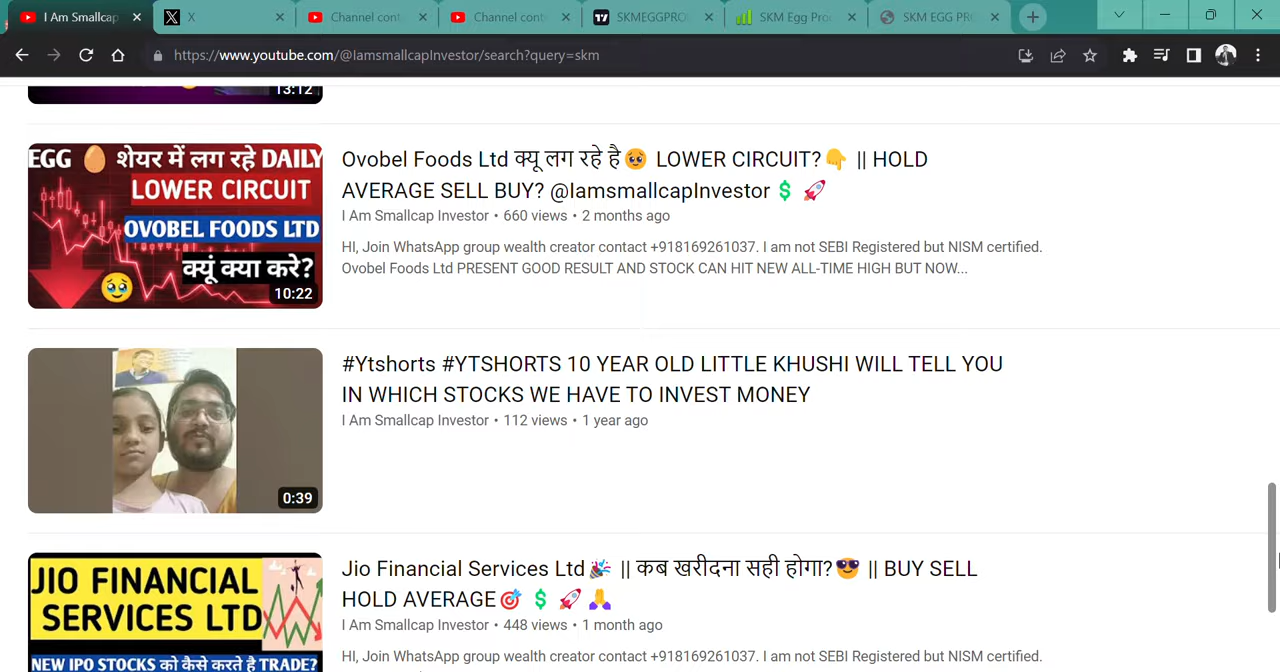 I Am Smallcap
X
Channel cont
Channel cont
SKMEGGPRO
SKM Egg Pro
SKM EGG PR
https://www.youtube.com/@IamsmallcapInvestor/search?query=skm
13:12
EGG 🥚 शेयर में लग रहे DAILY
LOWER CIRCUIT
OVOBEL FOODS LTD
क्यूं क्या करे?
10:22
Ovobel Foods Ltd क्यू लग रहे है🥹 LOWER CIRCUIT?👇 || HOLD
AVERAGE SELL BUY? @IamsmallcapInvestor 💲 🚀
I Am Smallcap Investor • 660 views • 2 months ago
HI, Join WhatsApp group wealth creator contact +918169261037. I am not SEBI Registered but NISM certified.
Ovobel Foods Ltd PRESENT GOOD RESULT AND STOCK CAN HIT NEW ALL-TIME HIGH BUT NOW...
0:39
#Ytshorts #YTSHORTS 10 YEAR OLD LITTLE KHUSHI WILL TELL YOU
IN WHICH STOCKS WE HAVE TO INVEST MONEY
I Am Smallcap Investor • 112 views • 1 year ago
JIO FINANCIAL
SERVICES LTD
NEW IPO STOCKS को कैसे करते है TRADE?
Jio Financial Services Ltd🎉 || कब खरीदना सही होगा?😎 || BUY SELL
HOLD AVERAGE🎯 💲 🚀 🙏
I Am Smallcap Investor • 448 views • 1 month ago
HI, Join WhatsApp group wealth creator contact +918169261037. I am not SEBI Registered but NISM certified.